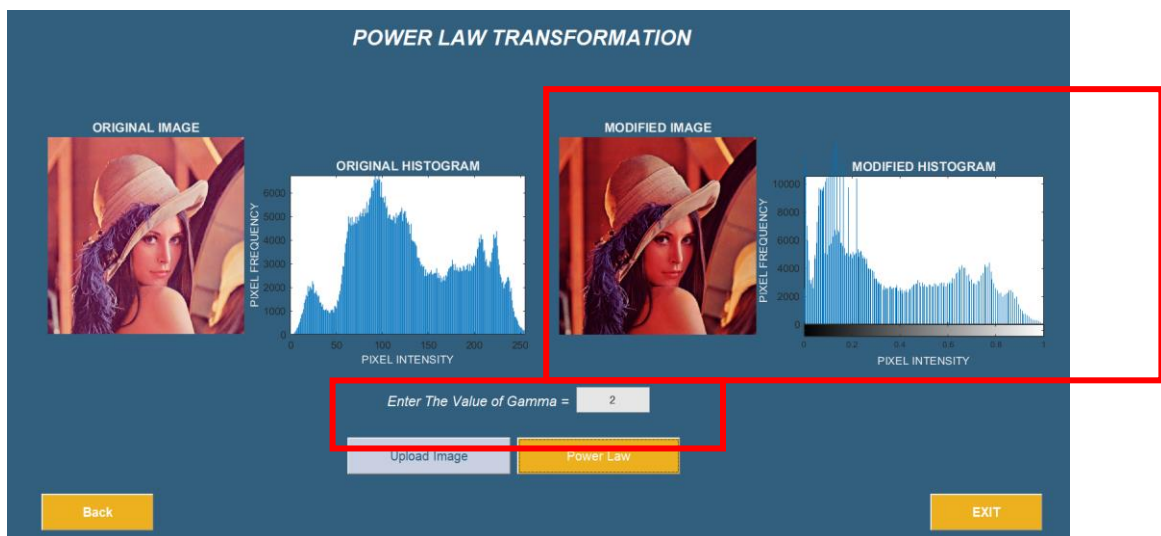 POWER LAW TRANSFORMATION
ORIGINAL IMAGE
ORIGINAL HISTOGRAM
PIXEL FREQUENCY
6000
5000
4000
3000
2000
1000
0
0 50 100 150 200 250
PIXEL INTENSITY
MODIFIED IMAGE
MODIFIED HISTOGRAM
PIXEL FREQUENCY
10000
8000
6000
4000
2000
0
0 0.2 0.4 0.6 0.8 1
PIXEL INTENSITY
Enter The Value of Gamma = 2
Upload Image Power Law
Back EXIT